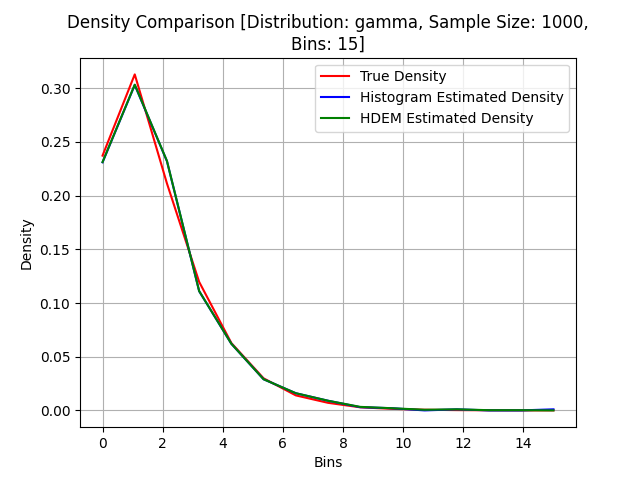 Density Comparison [Distribution: gamma, Sample Size: 1000,
Bins: 15]
True Density
Histogram Estimated Density
HDEM Estimated Density
Density
0.30
0.25
0.20
0.15
0.10
0.05
0.00
0 2 4 6 8 10 12 14
Bins